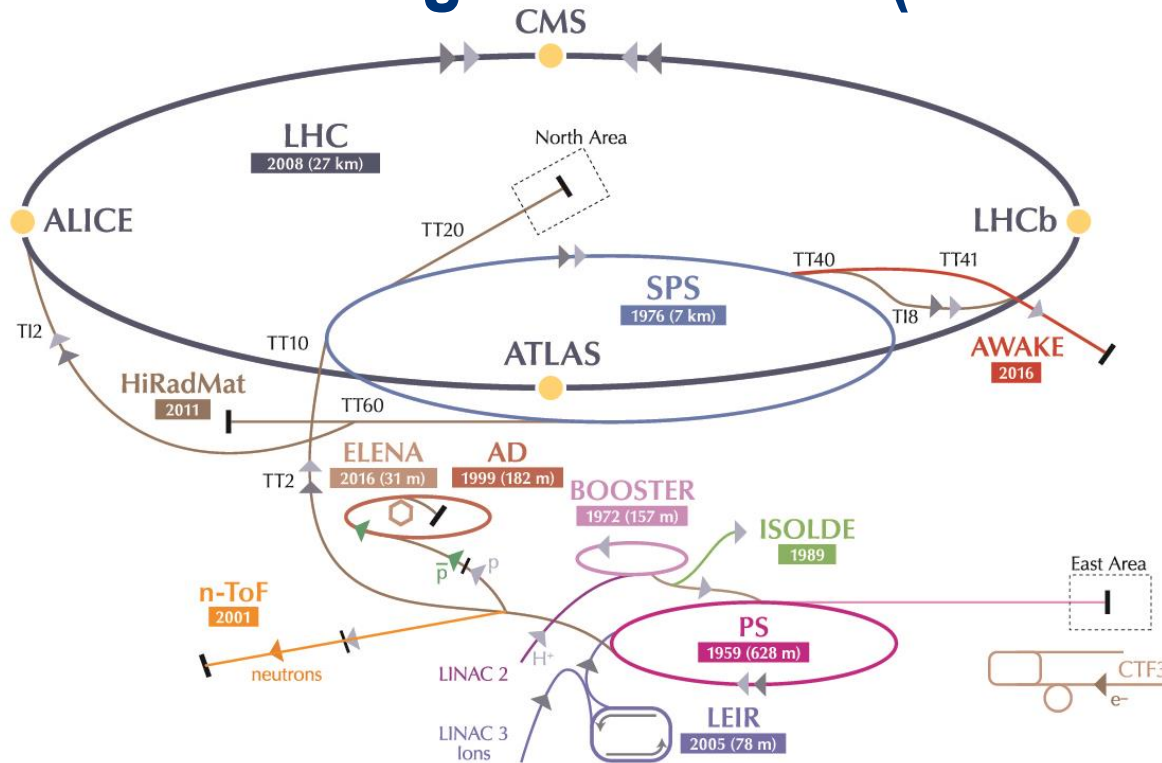 CMS
LHC
2008 (27 km)
North Area
ALICE
TT20
LHCb
TT40
TT41
SPS
1976 (7 km)
TI2
TI8
TT10
ATLAS
AWAKE
2016
HiRadMat
2011
TT60
ELENA
2016 (31 m)
AD
1999 (182 m)
TT2
BOOSTER
1972 (157 m)
ISOLDE
1989
p
p̅
East Area
n-ToF
2001
PS
1959 (628 m)
H⁺
neutrons
LINAC 2
CTF3
e–
LEIR
2005 (78 m)
LINAC 3
Ions